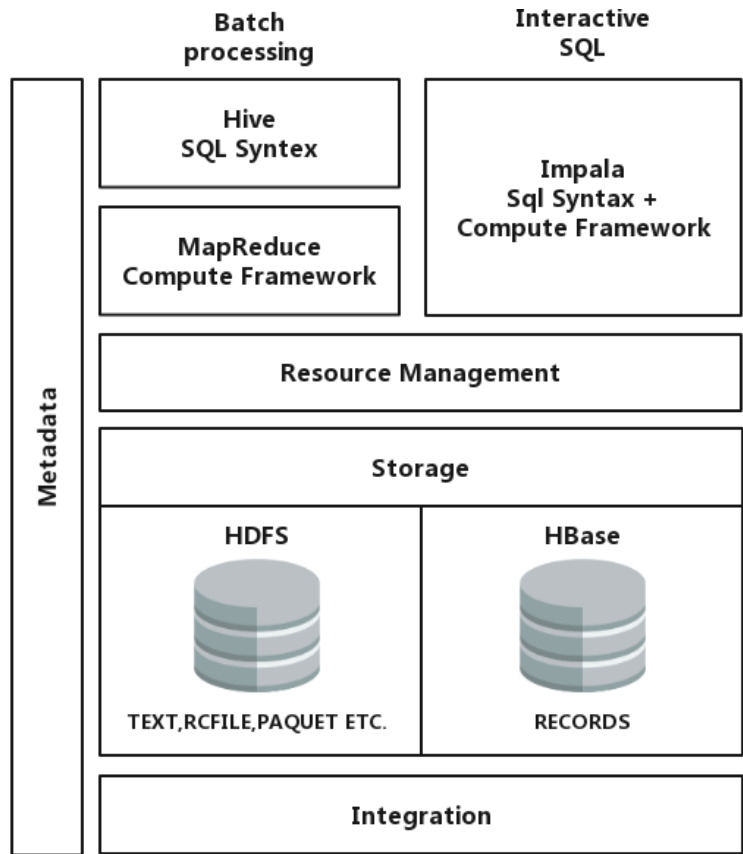 Batch
processing
Interactive
SQL
Hive
SQL Syntex
Impala
Sql Syntax +
Compute Framework
MapReduce
Compute Framework
Resource Management
Metadata
Storage
HDFS
HBase
TEXT,RCFILE,PAQUET ETC.
RECORDS
Integration